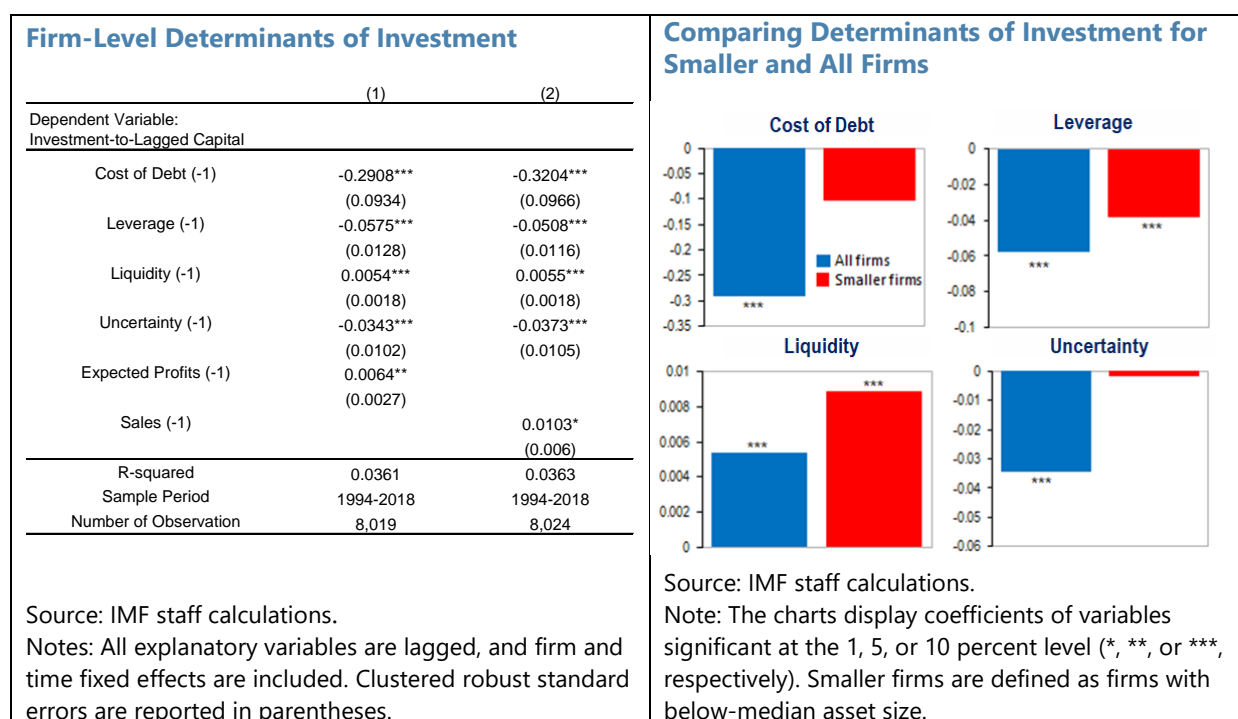 Firm-Level Determinants of Investment
(1) (2)
Dependent Variable:
Investment-to-Lagged Capital
Cost of Debt (-1) -0.2908*** -0.3204***
(0.0934) (0.0966)
Leverage (-1) -0.0575*** -0.0508***
(0.0128) (0.0116)
Liquidity (-1) 0.0054*** 0.0055***
(0.0018) (0.0018)
Uncertainty (-1) -0.0343*** -0.0373***
(0.0102) (0.0105)
Expected Profits (-1) 0.0064**
(0.0027)
Sales (-1) 0.0103*
(0.006)
R-squared 0.0361 0.0363
Sample Period 1994-2018 1994-2018
Number of Observation 8,019 8,024
Source: IMF staff calculations.
Notes: All explanatory variables are lagged, and firm and
time fixed effects are included. Clustered robust standard
errors are reported in parentheses.
Comparing Determinants of Investment for
Smaller and All Firms
Cost of Debt
0
-0.05
-0.1
-0.15
-0.2
-0.25
-0.3
-0.35
All firms
Smaller firms
***
Leverage
0
-0.02
-0.04
-0.06
-0.08
-0.1
***
***
Liquidity
0.01
0.008
0.006
0.004
0.002
0
***
***
Uncertainty
0
-0.01
-0.02
-0.03
-0.04
-0.05
-0.06
***
Source: IMF staff calculations.
Note: The charts display coefficients of variables
significant at the 1, 5, or 10 percent level (*, **, or ***,
respectively). Smaller firms are defined as firms with
below-median asset size.